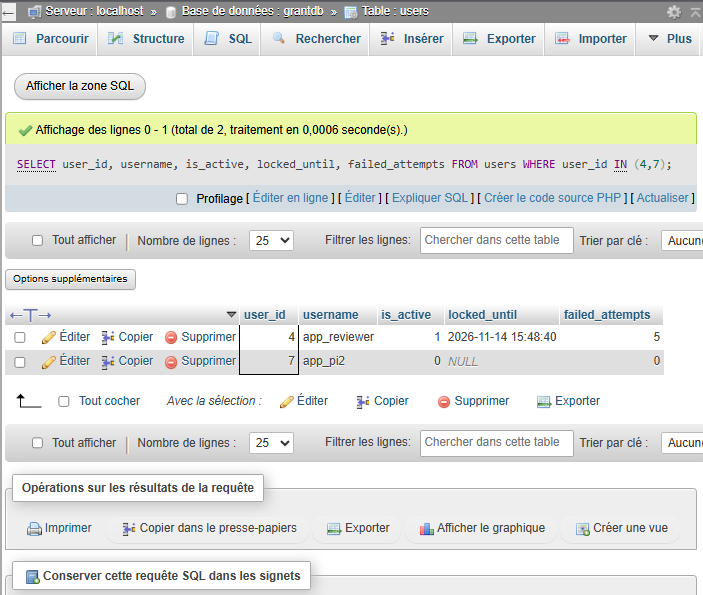 Serveur : localhost » Base de données : grantdb » Table : users
Parcourir Structure SQL Rechercher Insérer Exporter Importer Plus
Afficher la zone SQL
Affichage des lignes 0 - 1 (total de 2, traitement en 0,0006 seconde(s).)
SELECT user_id, username, is_active, locked_until, failed_attempts FROM users WHERE user_id IN (4,7);
Profilage [ Éditer en ligne ] [ Éditer ] [ Expliquer SQL ] [ Créer le code source PHP ] [ Actualiser ]
Tout afficher Nombre de lignes : 25 Filtrer les lignes: Chercher dans cette table Trier par clé : Aucun
Options supplémentaires
←T→ user_id username is_active locked_until failed_attempts
Éditer Copier Supprimer 4 app_reviewer 1 2026-11-14 15:48:40 5
Éditer Copier Supprimer 7 app_pi2 0 NULL 0
Tout cocher Avec la sélection : Éditer Copier Supprimer Exporter
Tout afficher Nombre de lignes : 25 Filtrer les lignes: Chercher dans cette table Trier par clé : Aucun
Opérations sur les résultats de la requête
Imprimer Copier dans le presse-papiers Exporter Afficher le graphique Créer une vue
Conserver cette requête SQL dans les signets